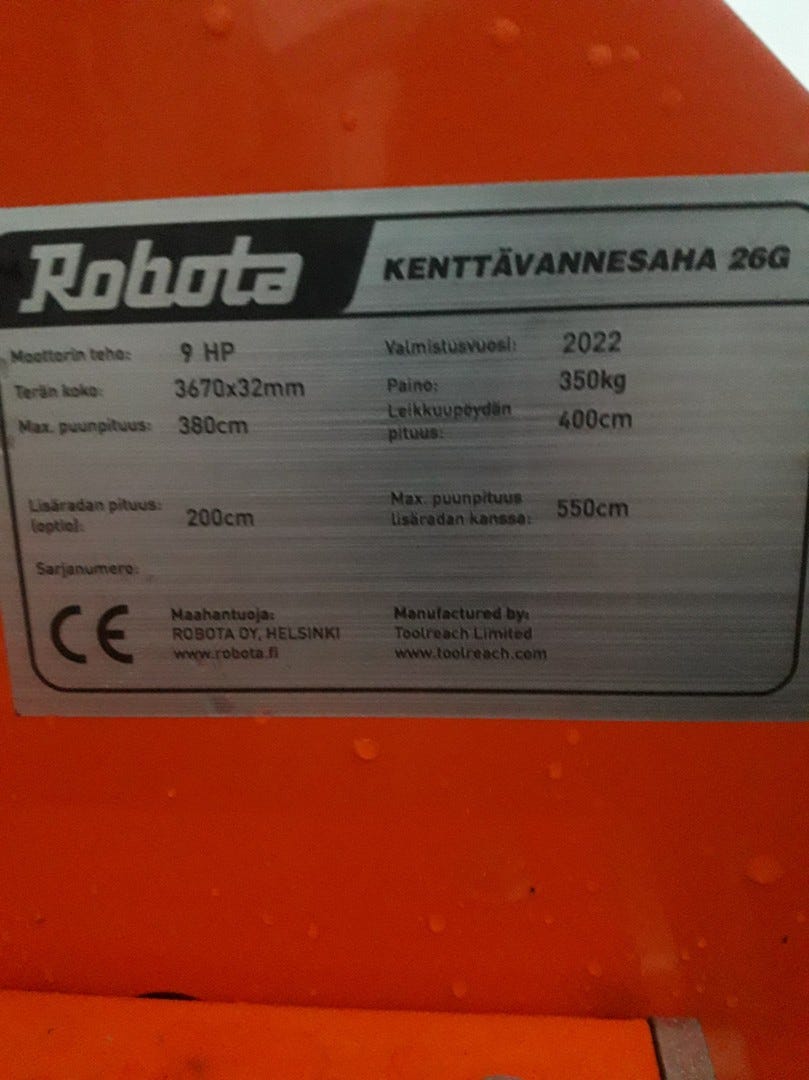 Robota KENTTÄVANNESAHA 26G
Moottorin teho: 9 HP Valmistusvuosi: 2022
Terän koko: 3670x32mm Paino: 350kg
Max. puunpituus: 380cm Leikkuupöydän pituus: 400cm
Lisäradan pituus: (optio): 200cm Max. puunpituus lisäradan kanssa: 550cm
Sarjanumero:
CE
Maahantuoja:
ROBOTA OY, HELSINKI
www.robota.fi
Manufactured by:
Toolreach Limited
www.toolreach.com